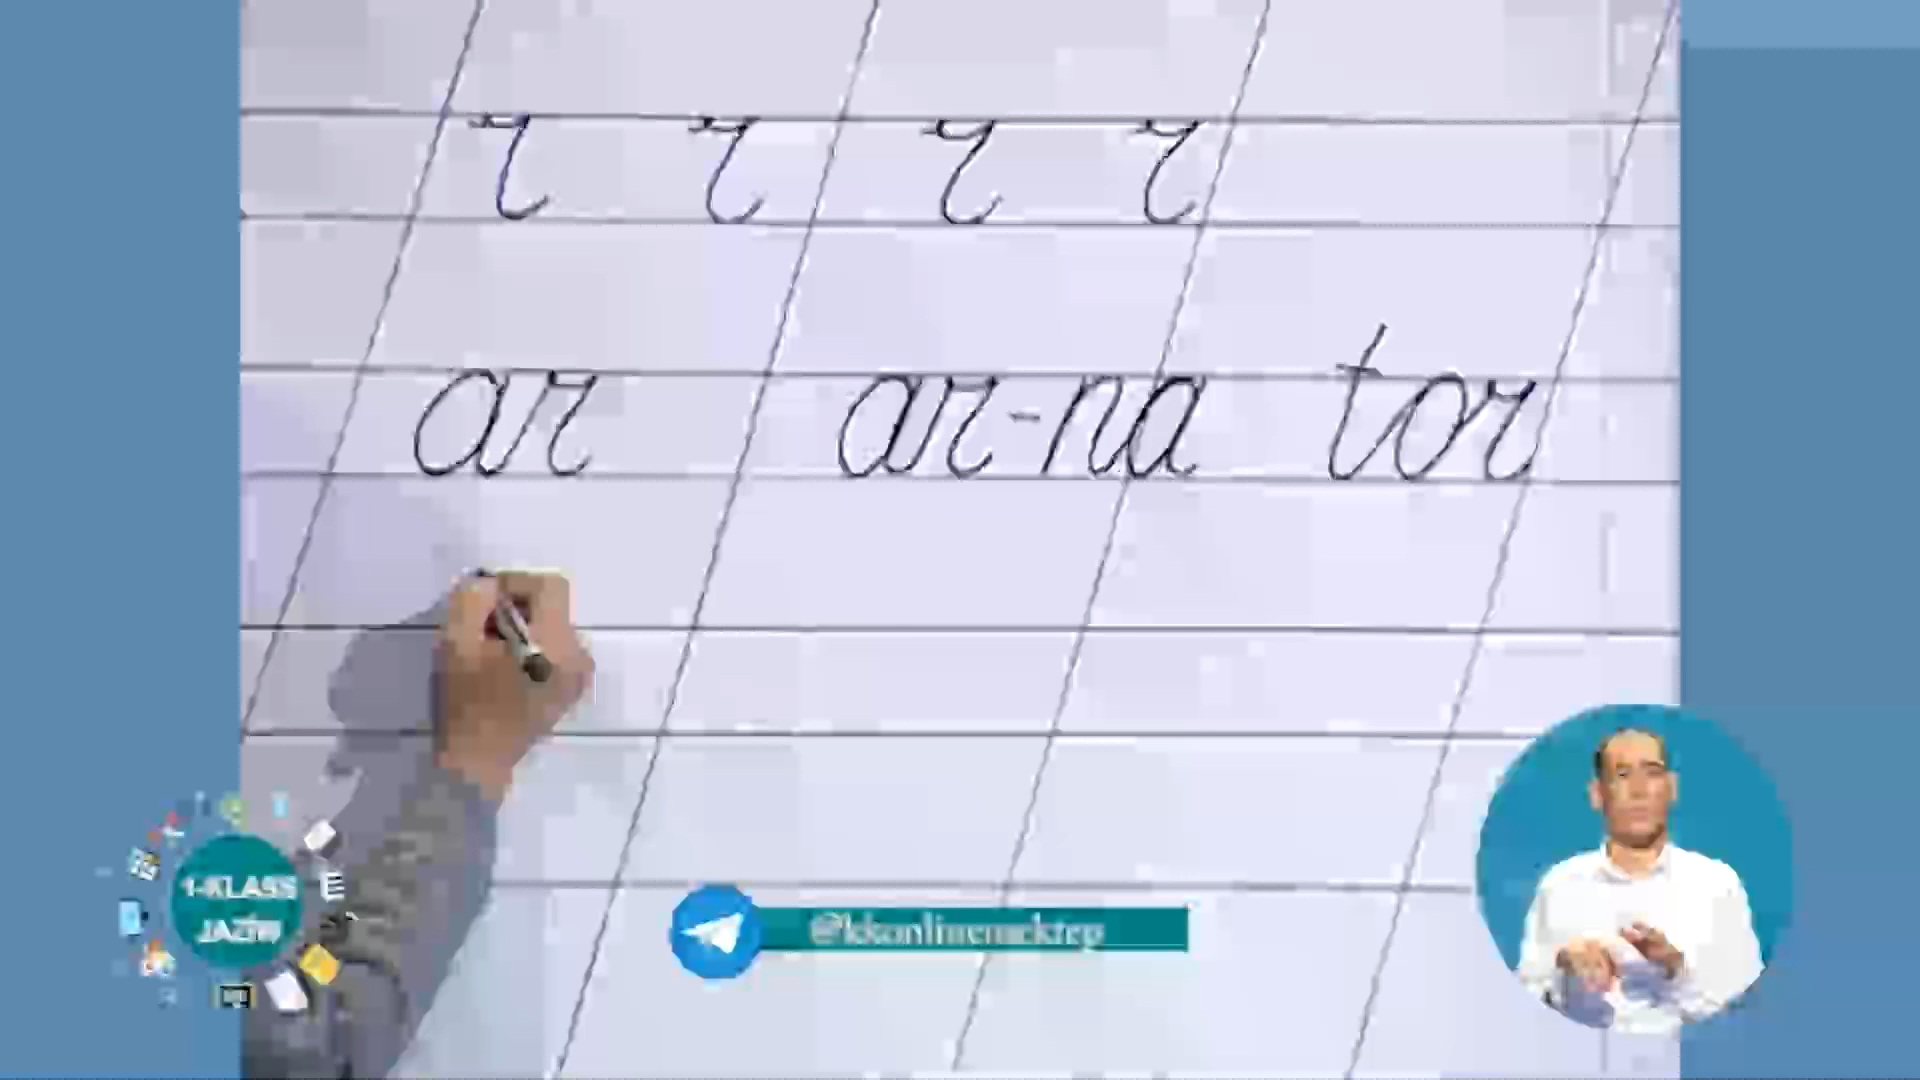 r r r r
ar ar-na tor
1-KLASS
JAZÍW
@kkonlinemektep